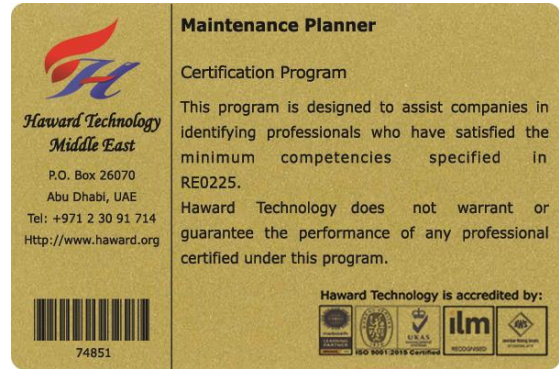 H
Haward Technology
Middle East
P.O. Box 26070
Abu Dhabi, UAE
Tel: +971 2 30 91 714
Http://www.haward.org
74851
Maintenance Planner
Certification Program
This program is designed to assist companies in
identifying professionals who have satisfied the
minimum competencies specified in
RE0225.
Haward Technology does not warrant or
guarantee the performance of any professional
certified under this program.
Haward Technology is accredited by:
LEARNING
PARTNER
UKAS
ISO 9001:2015 Certified
ilm
RECOGNISED